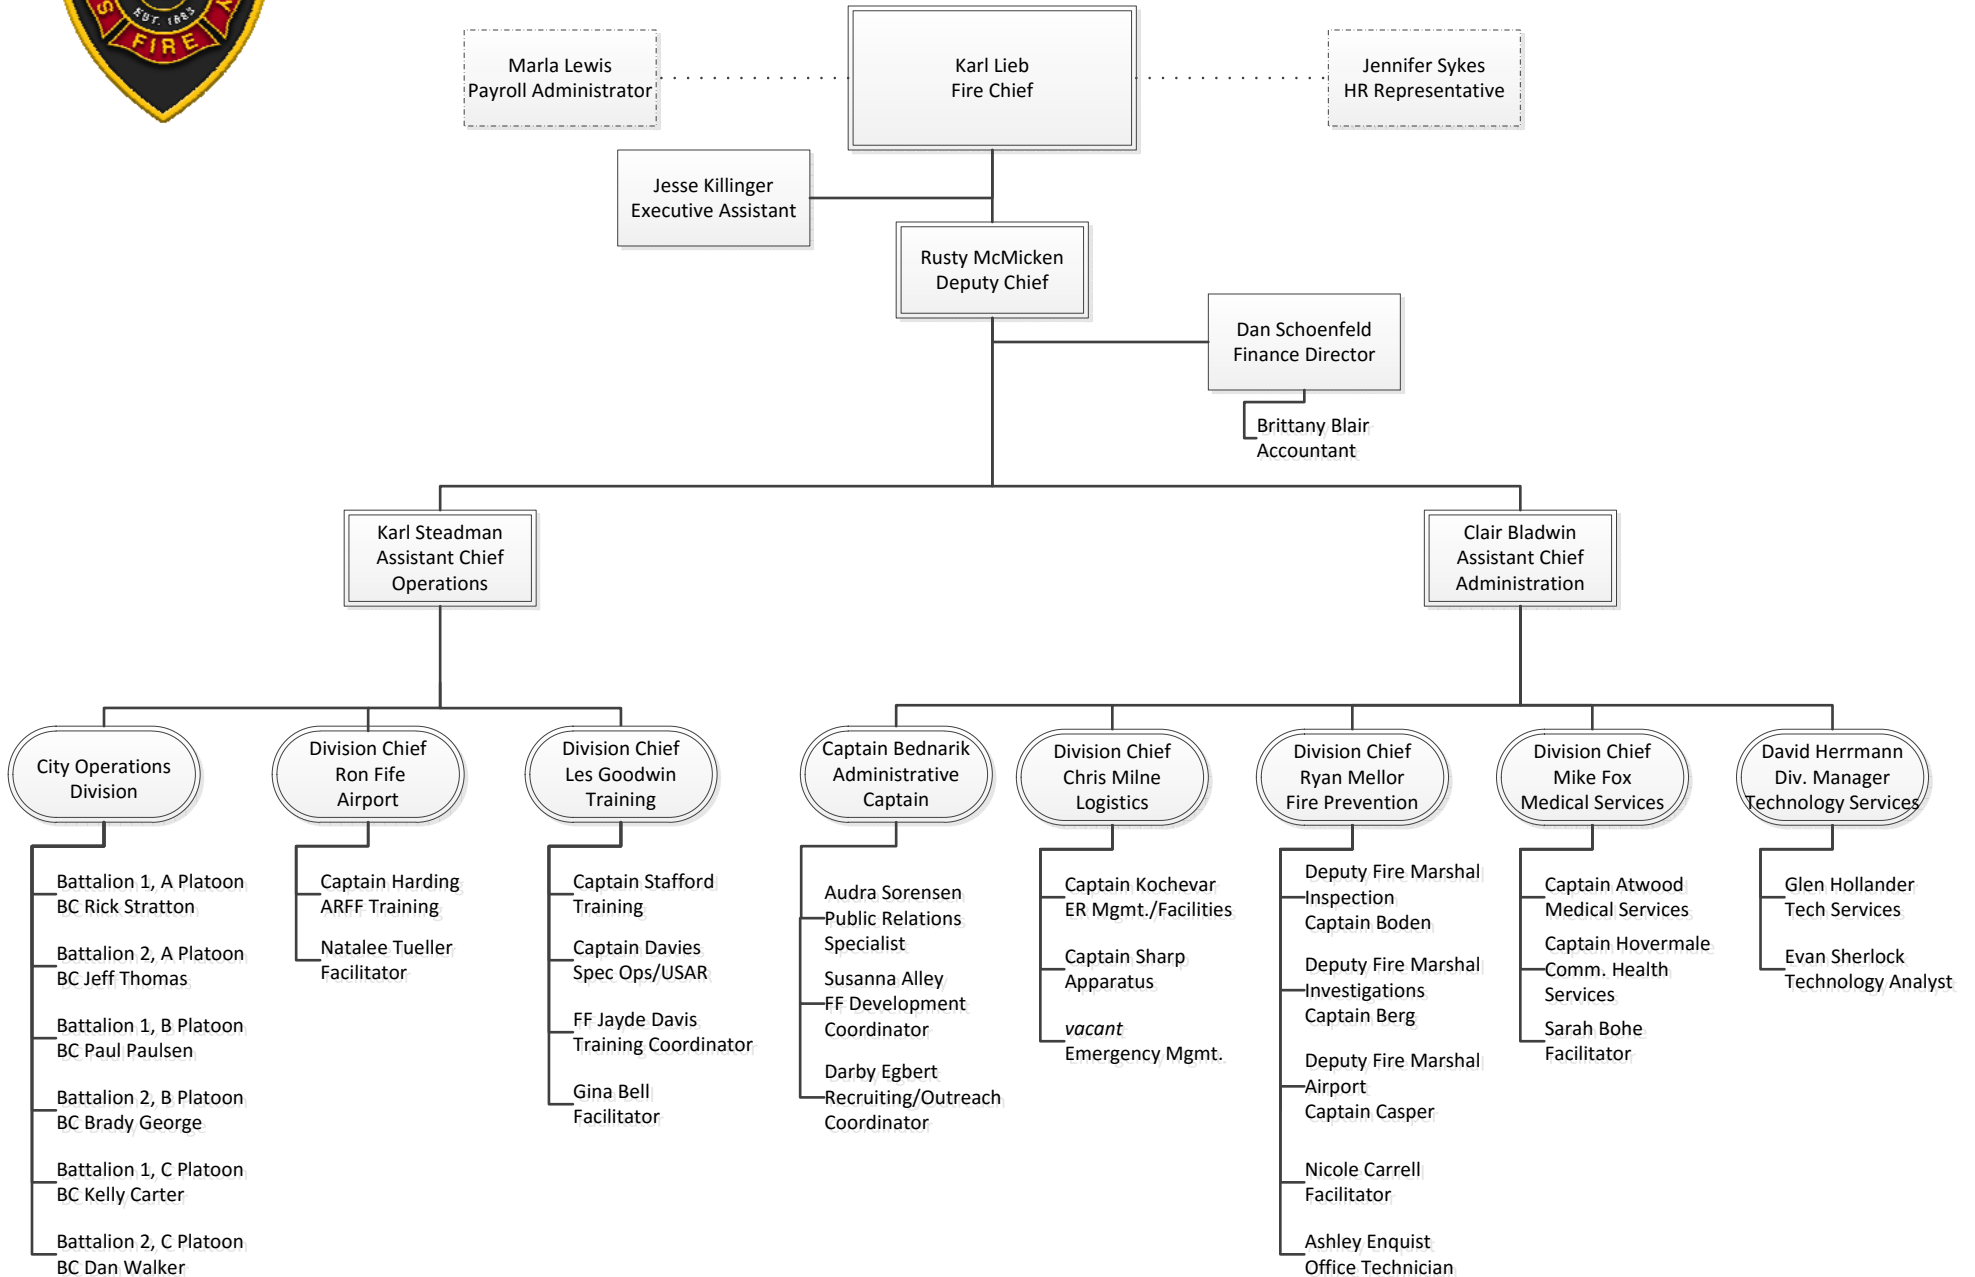 EST. 1883
FIRE
Marla Lewis
Payroll Administrator
Karl Lieb
Fire Chief
Jennifer Sykes
HR Representative
Jesse Killinger
Executive Assistant
Rusty McMicken
Deputy Chief
Dan Schoenfeld
Finance Director
Brittany Blair
Accountant
Karl Steadman
Assistant Chief
Operations
Clair Bladwin
Assistant Chief
Administration
City Operations
Division
Battalion 1, A Platoon
BC Rick Stratton
Battalion 2, A Platoon
BC Jeff Thomas
Battalion 1, B Platoon
BC Paul Paulsen
Battalion 2, B Platoon
BC Brady George
Battalion 1, C Platoon
BC Kelly Carter
Battalion 2, C Platoon
BC Dan Walker
Division Chief
Ron Fife
Airport
Captain Harding
ARFF Training
Natalee Tueller
Facilitator
Division Chief
Les Goodwin
Training
Captain Stafford
Training
Captain Davies
Spec Ops/USAR
FF Jayde Davis
Training Coordinator
Gina Bell
Facilitator
Captain Bednarik
Administrative
Captain
Audra Sorensen
Public Relations
Specialist
Susanna Alley
FF Development
Coordinator
Darby Egbert
Recruiting/Outreach
Coordinator
Division Chief
Chris Milne
Logistics
Captain Kochevar
ER Mgmt./Facilities
Captain Sharp
Apparatus
vacant
Emergency Mgmt.
Division Chief
Ryan Mellor
Fire Prevention
Deputy Fire Marshal
Inspection
Captain Boden
Deputy Fire Marshal
Investigations
Captain Berg
Deputy Fire Marshal
Airport
Captain Casper
Nicole Carrell
Facilitator
Ashley Enquist
Office Technician
Division Chief
Mike Fox
Medical Services
Captain Atwood
Medical Services
Captain Hovermale
Comm. Health
Services
Sarah Bohe
Facilitator
David Herrmann
Div. Manager
Technology Services
Glen Hollander
Tech Services
Evan Sherlock
Technology Analyst